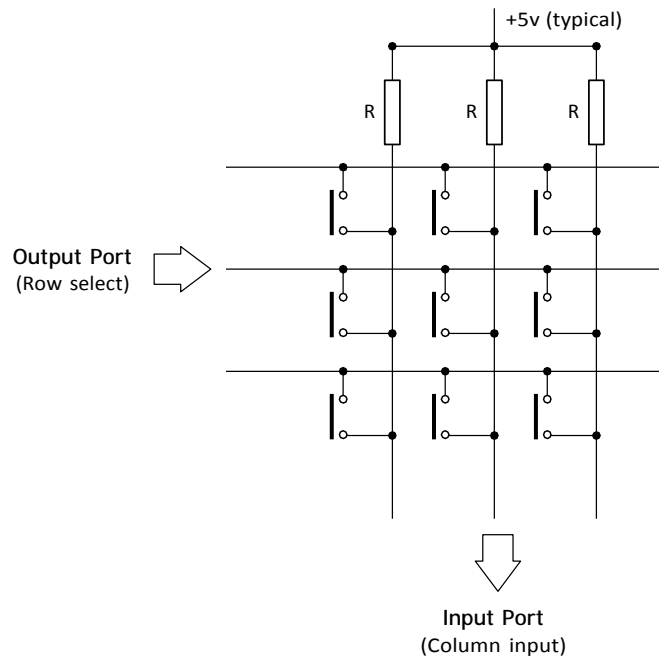 +5v (typical)
R
R
R
Output Port
(Row select)
Input Port
(Column input)